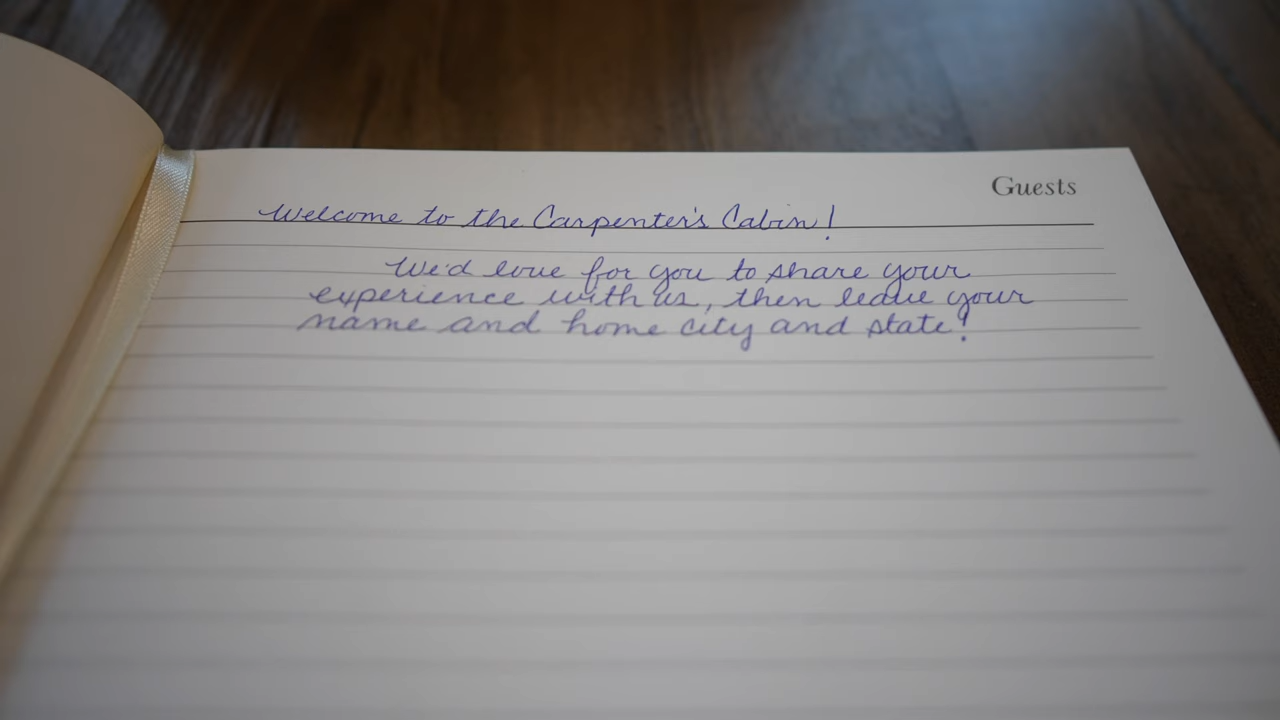 Guests
Welcome to the Carpenter's Cabin!
We'd love for you to share your
experience with us, then leave your
name and home city and state!